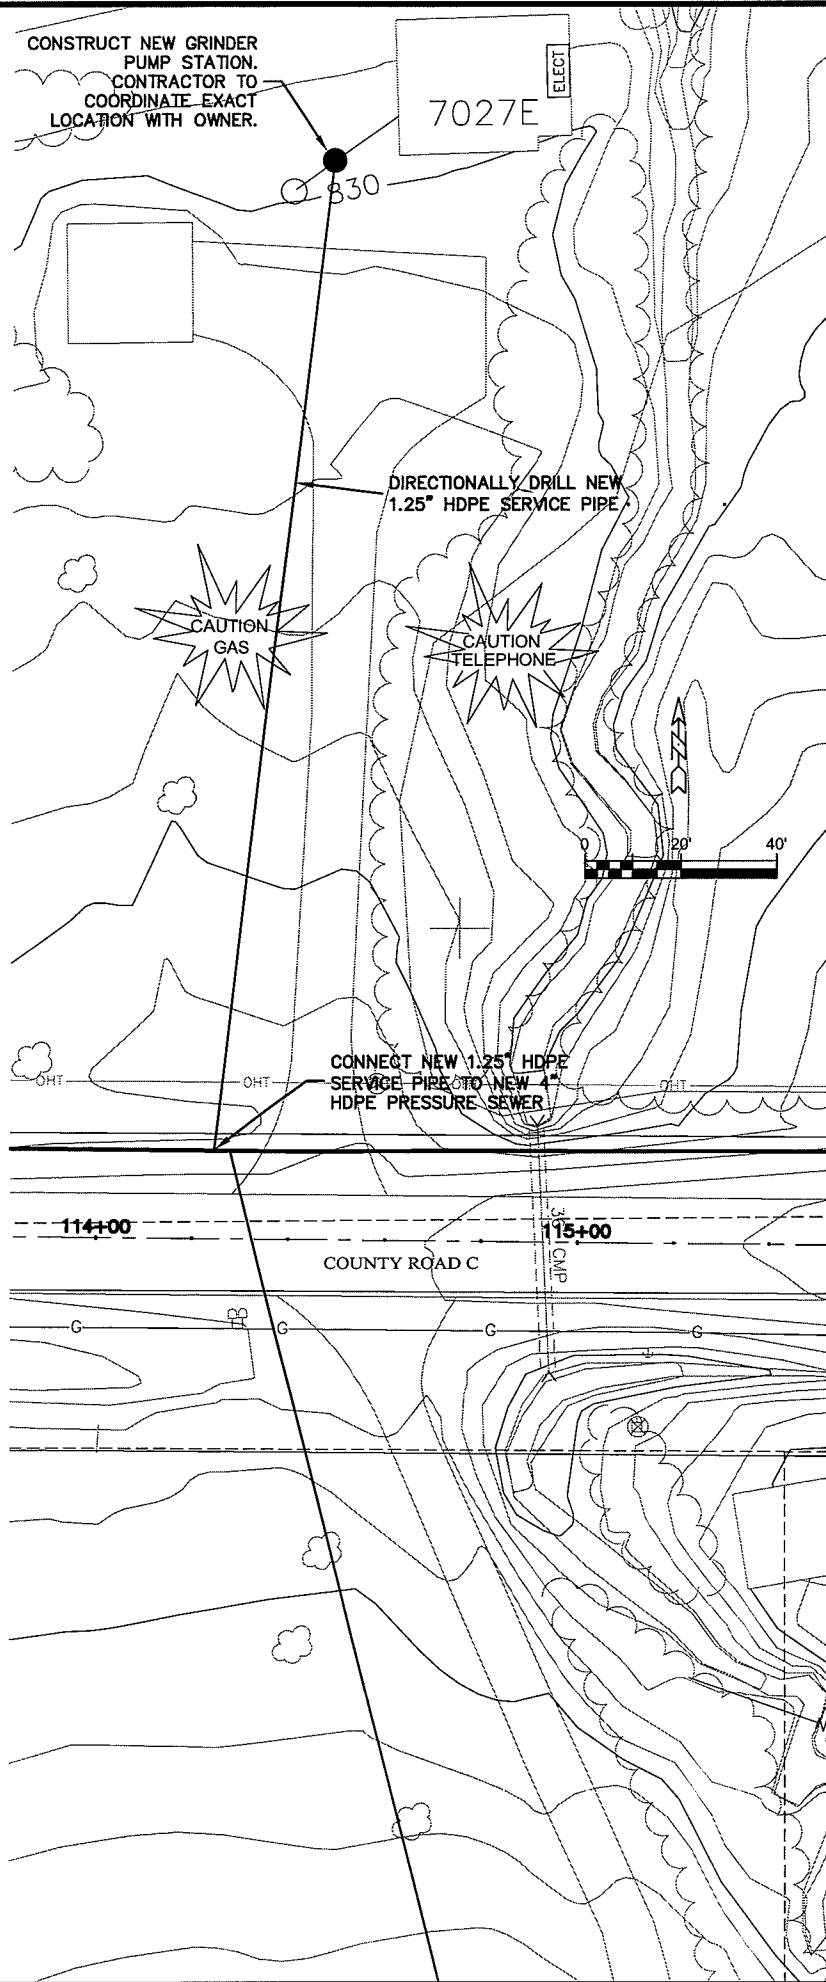 CONSTRUCT NEW GRINDER
PUMP STATION.
CONTRACTOR TO
COORDINATE EXACT
LOCATION WITH OWNER.
ELECT
7027E
830
DIRECTIONALLY DRILL NEW
1.25" HDPE SERVICE PIPE.
CAUTION
GAS
CAUTION
TELEPHONE
N
0 20' 40'
CONNECT NEW 1.25" HDPE
SERVICE PIPE TO NEW 4"
HDPE PRESSURE SEWER
OHT OHT OHT OHT
114+00
115+00
36" CMP
COUNTY ROAD C
G G G G